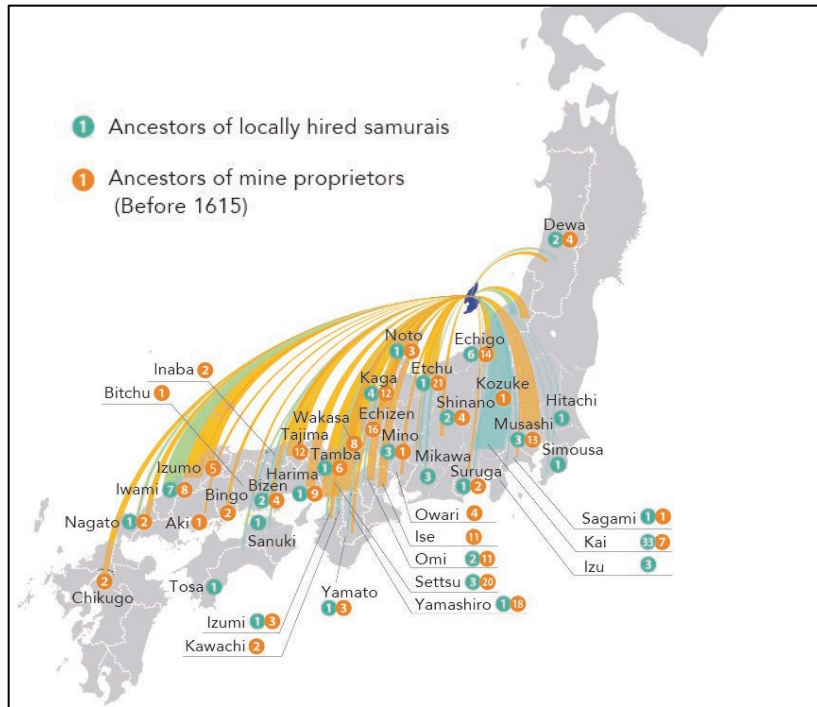 1 Ancestors of locally hired samurais
1 Ancestors of mine proprietors
(Before 1615)
Dewa
2 4
Noto
1 3
Echigo
6 14
Inaba 2
Etchu
1 21
Bitchu 1
Kaga
4 12
Kozuke
1
Hitachi
1
Shinano
2 4
Wakasa
8
Echizen
16
Musashi
3 13
Tajima
12
Mino
3 1
Simousa
1
Izumo 5
Tamba
1 6
Mikawa
3
Harima
1 9
Suruga
1 2
Iwami
7 8
Bizen
2 4
Bingo
2
Owari 4
Sagami 1 1
Nagato 1 2
Aki 1
1
Sanuki
Ise 11
Kai 33 7
Omi 2 11
Izu 3
2
Chikugo
Tosa 1
Yamato
1 3
Settsu 3 20
Yamashiro 1 18
Izumi 1 3
Kawachi 2